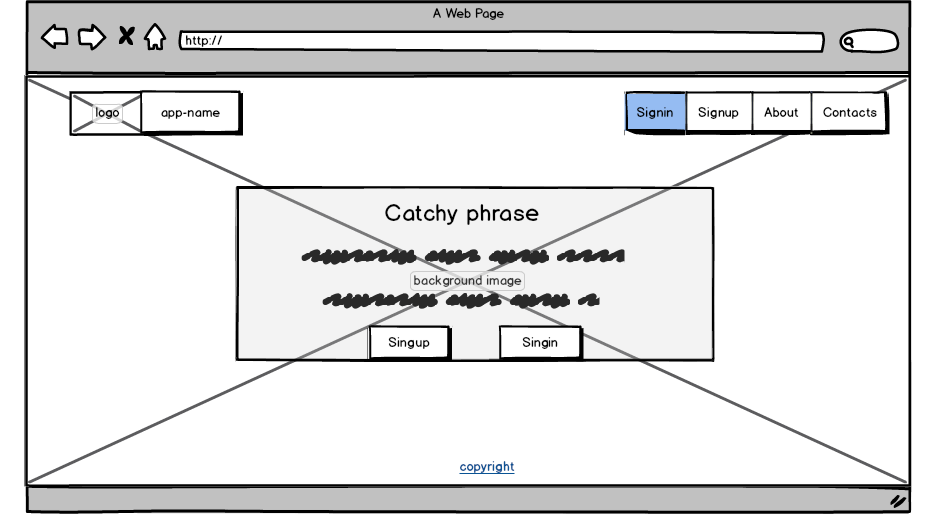 A Web Page
http://
logo app-name Signin Signup About Contacts
Catchy phrase
background image
Singup Singin
copyright